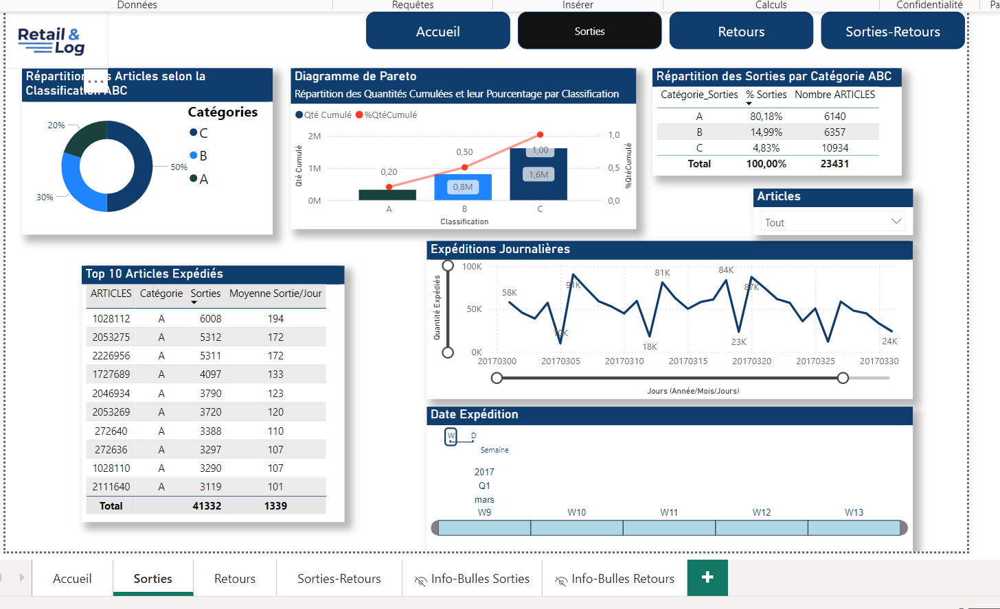 Données Requêtes Insérer Calculs Confidentialité Pa
Retail & Log
Accueil Sorties Retours Sorties-Retours
Articles selon la
ABC
Catégories
C
B
A
20%
50%
30%
Diagramme de Pareto
Répartition des Quantités Cumulées et leur Pourcentage par Classification
Qté Cumulé %QtéCumulé
2M
1M
0M
Qté Cumulé
0,20
0,50
1,00
0,8M
1,6M
1,0
0,5
0,0
%QtéCumulé
A B C
Classification
Répartition des Sorties par Catégorie ABC
Catégorie_Sorties % Sorties Nombre ARTICLES
A 80,18% 6140
B 14,99% 6357
C 4,83% 10934
Total 100,00% 23431
Articles
Tout
Top 10 Articles Expédiés
ARTICLES Catégorie Sorties Moyenne Sortie/Jour
1028112 A 6008 194
2053275 A 5312 172
2226956 A 5311 172
1727689 A 4097 133
2046934 A 3790 123
2053269 A 3720 120
272640 A 3388 110
272636 A 3297 107
1028110 A 3290 107
2111640 A 3119 101
Total 41332 1339
Expéditions Journalières
Quantité Expédiés
100K
50K
0K
58K
10K
91K
18K
81K
84K
23K
87K
24K
20170300 20170305 20170310 20170315 20170320 20170325 20170330
Jours (Année/Mois/Jours)
Date Expédition
W D
Semaine
2017
Q1
mars
W9 W10 W11 W12 W13
Accueil Sorties Retours Sorties-Retours Info-Bulles Sorties Info-Bulles Retours +